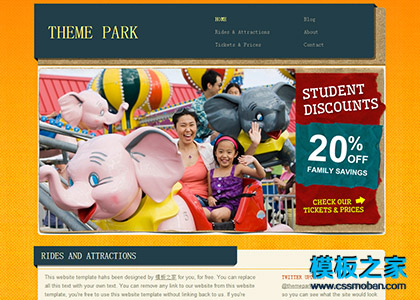 THEME PARK
HOME
Blog
Rides & Attractions
About
Tickets & Prices
Contact
STUDENT
DISCOUNTS
20%
OFF
FAMILY SAVINGS
CHECK OUR
TICKETS & PRICES
RIDES AND ATTRACTIONS
This website template hahs been designed by 模板之家 for you, for free. You can replace
all this text with your own text. You can remove any link to our website from this website
template, you're free to use this website template without linking back to us. If you're
TWITTER
so you can see what the site would look
模板之家
www.cssmoban.com